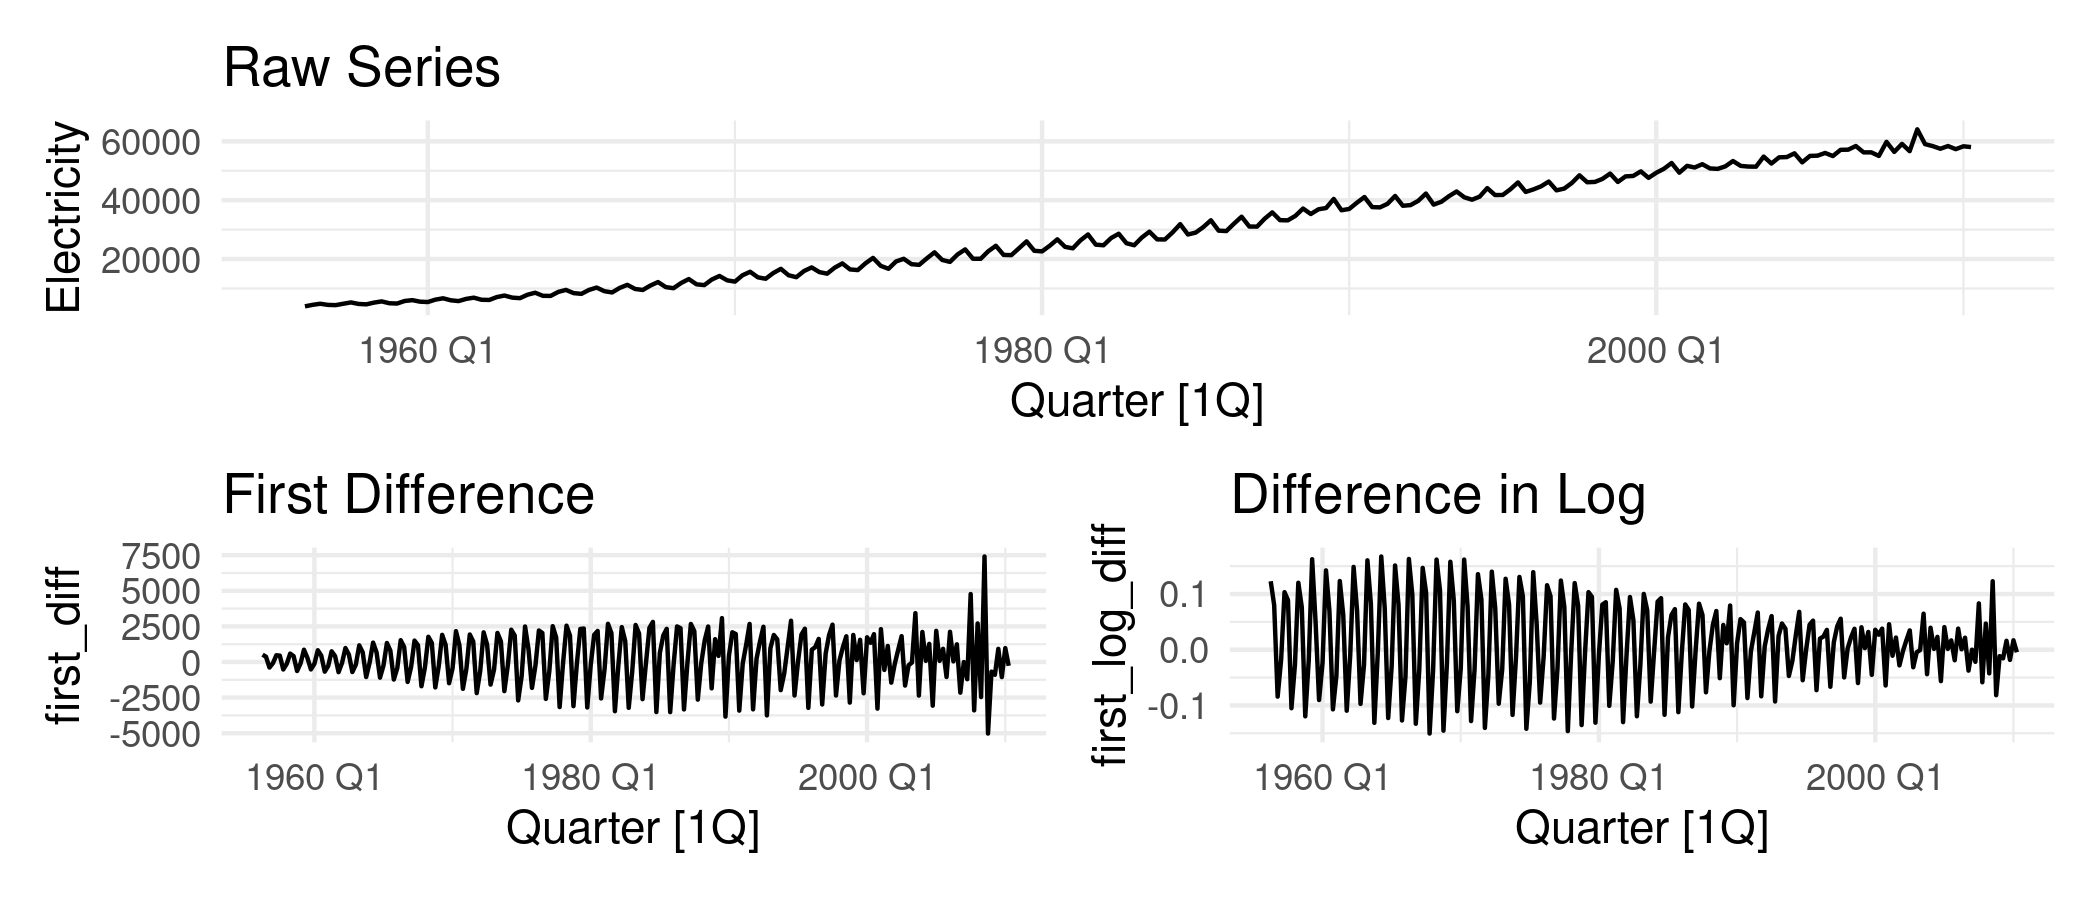 Raw Series
Electricity
60000
40000
20000
1960 Q1 1980 Q1 2000 Q1
Quarter [1Q]
First Difference
first_diff
7500
5000
2500
0
-2500
-5000
1960 Q1 1980 Q1 2000 Q1
Quarter [1Q]
Difference in Log
first_log_diff
0.1
0.0
-0.1
1960 Q1 1980 Q1 2000 Q1
Quarter [1Q]